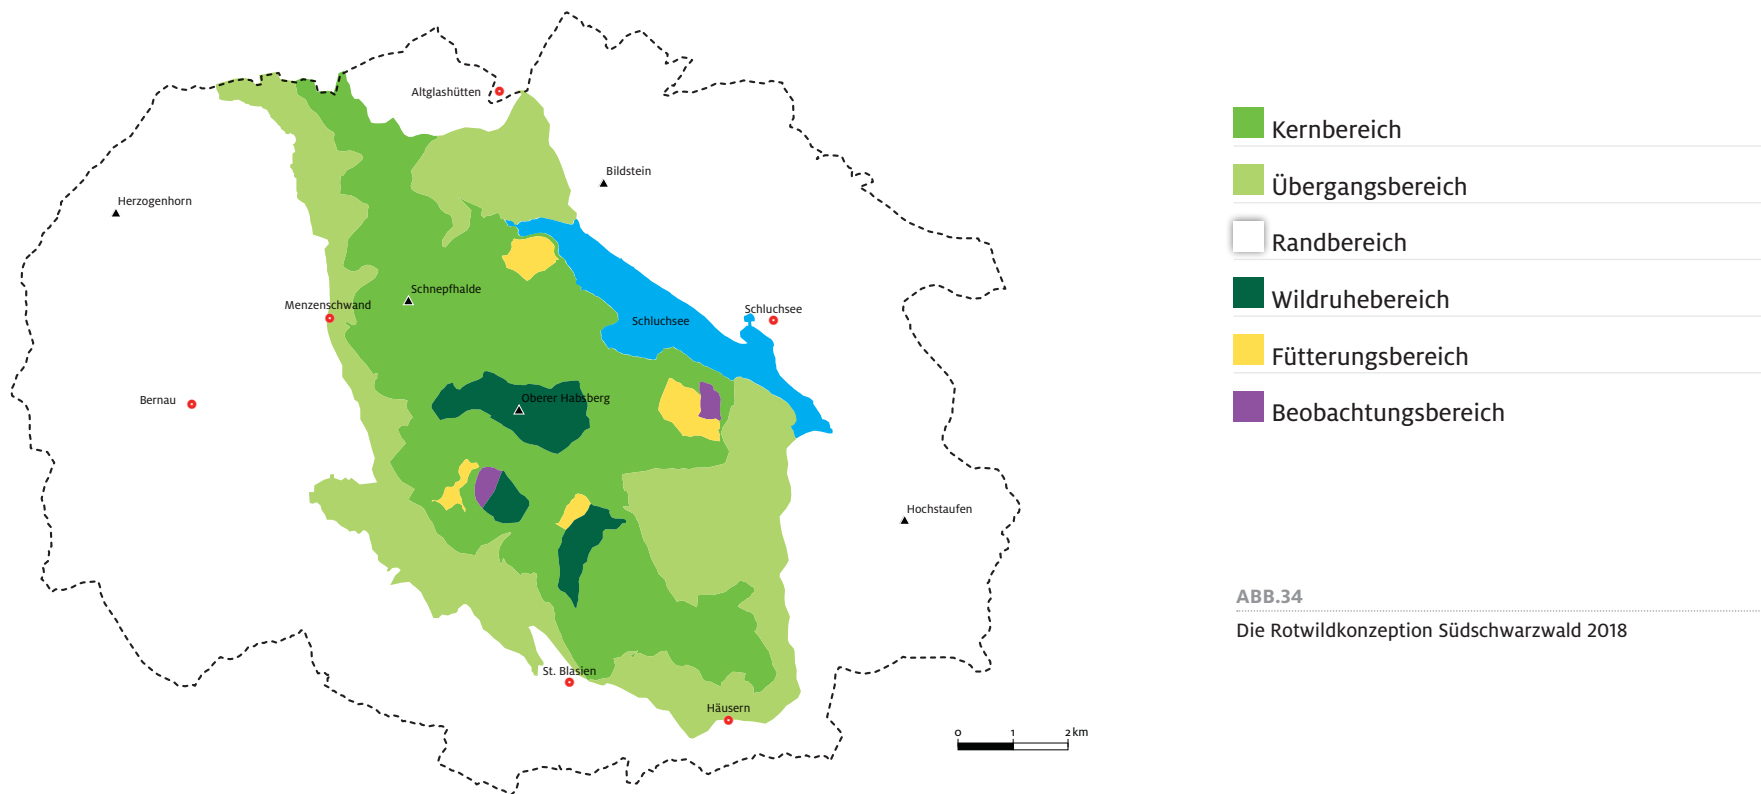 Altglashütten
Bildstein
Herzogenhorn
Schnepfhalde
Menzenschwand
Schluchsee
Schluchsee
Bernau
Oberer Habsberg
Hochstaufen
St. Blasien
Häusern
0 1 2 km
Kernbereich
Übergangsbereich
Randbereich
Wildruhebereich
Fütterungsbereich
Beobachtungsbereich
ABB.34
Die Rotwildkonzeption Südschwarzwald 2018